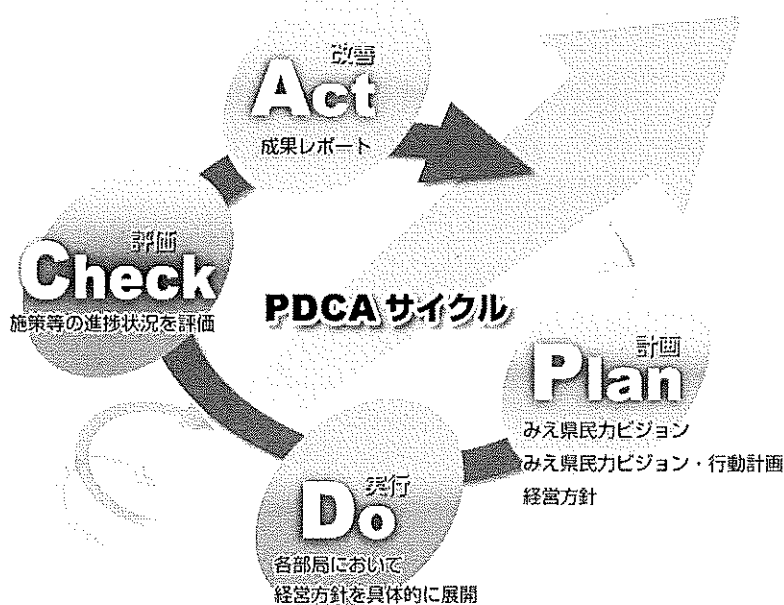 改善
Act
成果レポート
評価
Check
施策等の進捗状況を評価
PDCAサイクル
計画
Plan
みえ県民力ビジョン
みえ県民力ビジョン・行動計画
経営方針
実行
Do
各部局において
経営方針を具体的に展開